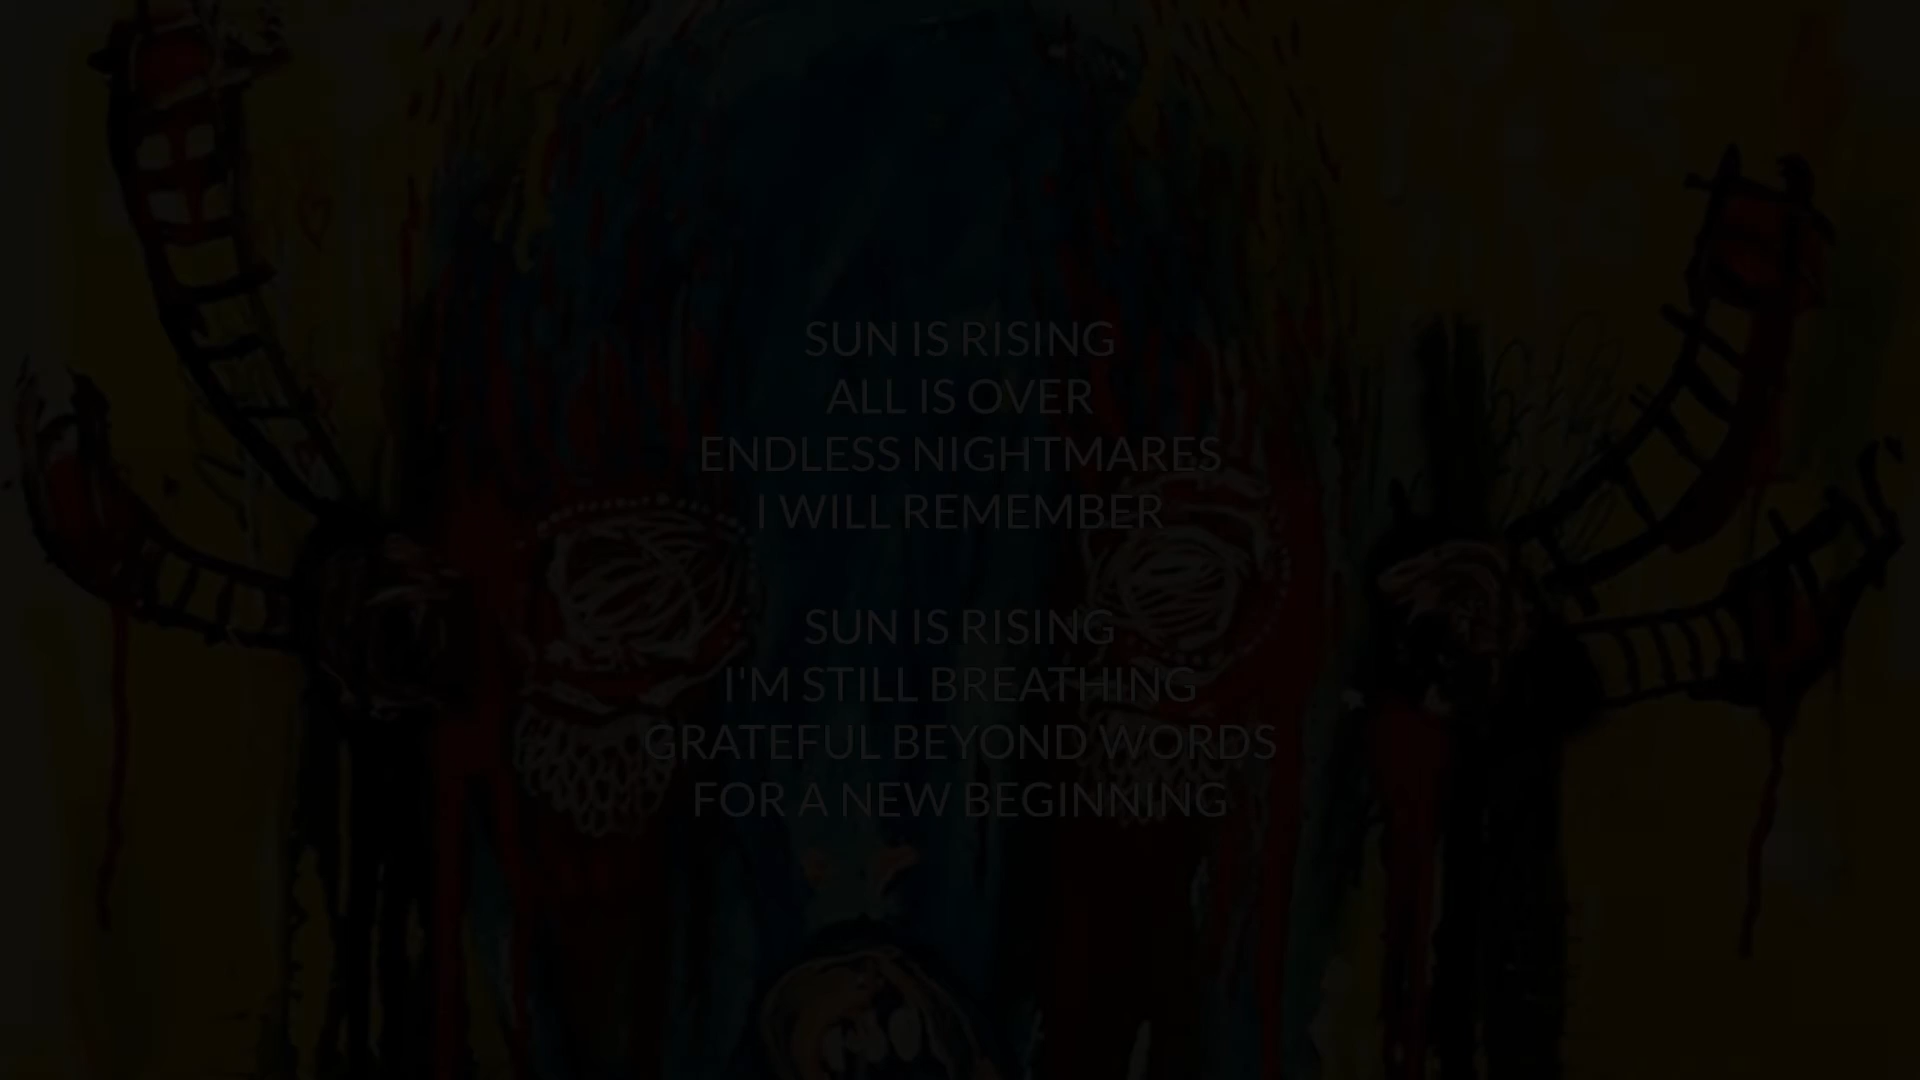 SUN IS RISING
ALL IS OVER
ENDLESS NIGHTMARES
I WILL REMEMBER
SUN IS RISING
I'M STILL BREATHING
GRATEFUL BEYOND WORDS
FOR A NEW BEGINNING